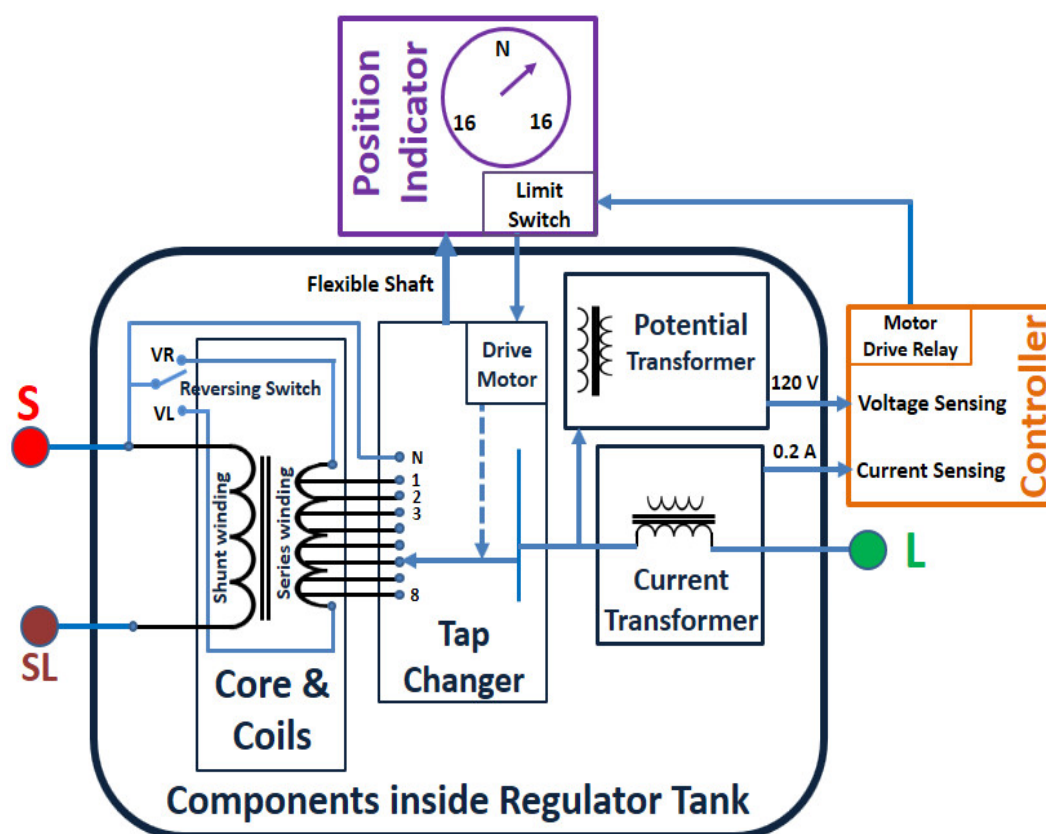 Position
Indicator
N
16
16
Limit
Switch
Flexible Shaft
Drive
Motor
Potential
Transformer
Motor
Drive Relay
Controller
120 V
Voltage Sensing
0.2 A
Current Sensing
VR
Reversing Switch
VL
S
SL
Shunt winding
Series winding
N
1
2
3
8
Tap
Changer
Current
Transformer
L
Core &
Coils
Components inside Regulator Tank